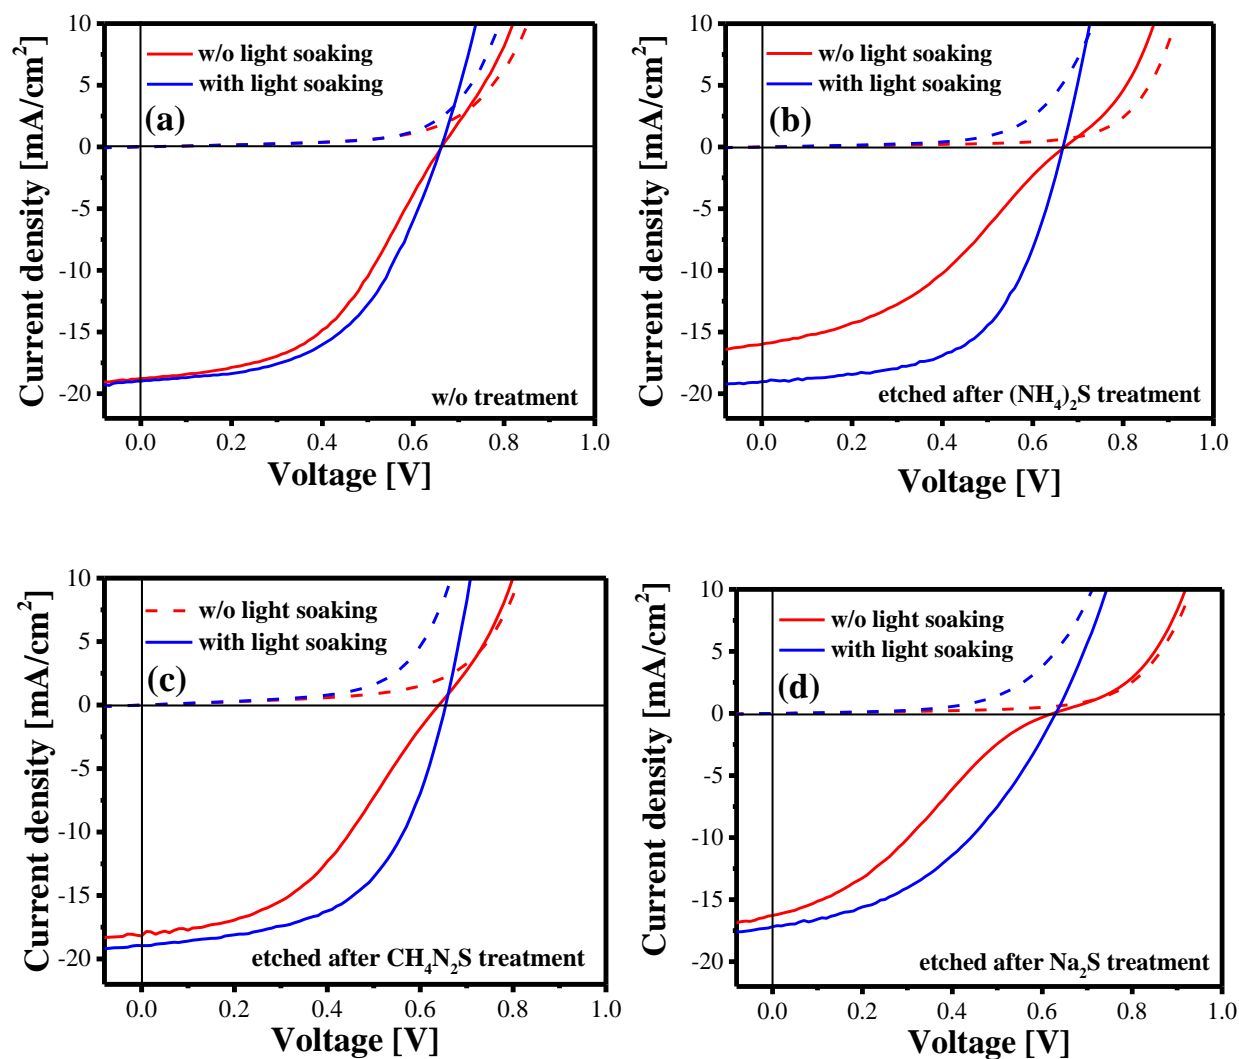 Current density [mA/cm²]
10
5
0
-5
-10
-15
-20
w/o light soaking
with light soaking
(a)
w/o treatment
0.0 0.2 0.4 0.6 0.8 1.0
Voltage [V]
Current density [mA/cm²]
10
5
0
-5
-10
-15
-20
w/o light soaking
with light soaking
(b)
etched after (NH₄)₂S treatment
0.0 0.2 0.4 0.6 0.8 1.0
Voltage [V]
Current density [mA/cm²]
10
5
0
-5
-10
-15
-20
w/o light soaking
with light soaking
(c)
etched after CH₄N₂S treatment
0.0 0.2 0.4 0.6 0.8 1.0
Voltage [V]
Current density [mA/cm²]
10
5
0
-5
-10
-15
-20
w/o light soaking
with light soaking
(d)
etched after Na₂S treatment
0.0 0.2 0.4 0.6 0.8 1.0
Voltage [V]